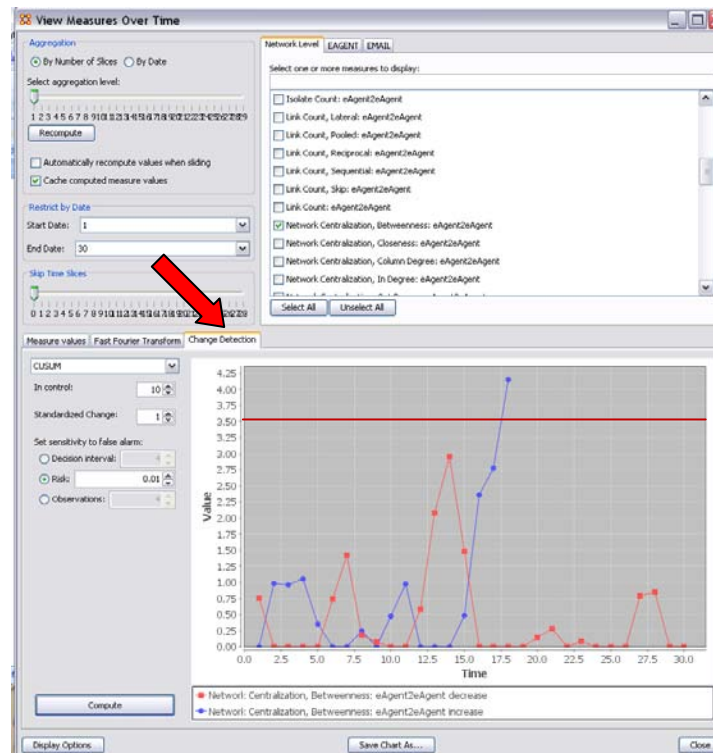 View Measures Over Time
Aggregation
By Number of Slices By Date
Select aggregation level:
Recompute
Automatically recompute values when sliding
Cache computed measure values
Restrict by Date
Start Date: 1
End Date: 30
Skip Time Slices
Network Level EAGENT EMAIL
Select one or more measures to display:
Isolate Count: eAgent2eAgent
Link Count, Lateral: eAgent2eAgent
Link Count, Pooled: eAgent2eAgent
Link Count, Reciprocal: eAgent2eAgent
Link Count, Sequential: eAgent2eAgent
Link Count, Skip: eAgent2eAgent
Link Count: eAgent2eAgent
Network Centralization, Betweenness: eAgent2eAgent
Network Centralization, Closeness: eAgent2eAgent
Network Centralization, Column Degree: eAgent2eAgent
Network Centralization, In Degree: eAgent2eAgent
Select All Unselect All
Measure values Fast Fourier Transform Change Detection
CUSUM
In control: 10
Standardized Change: 1
Set sensitivity to false alarm:
Decision interval: 4
Risk: 0.01
Observations: 4
Compute
Value
4.25
4.00
3.75
3.50
3.25
3.00
2.75
2.50
2.25
2.00
1.75
1.50
1.25
1.00
0.75
0.50
0.25
0.00
0.0 2.5 5.0 7.5 10.0 12.5 15.0 17.5 20.0 22.5 25.0 27.5 30.0
Time
Network: Centralization, Betweenness: eAgent2eAgent decrease
Network: Centralization, Betweenness: eAgent2eAgent increase
Display Options Save Chart As... Close